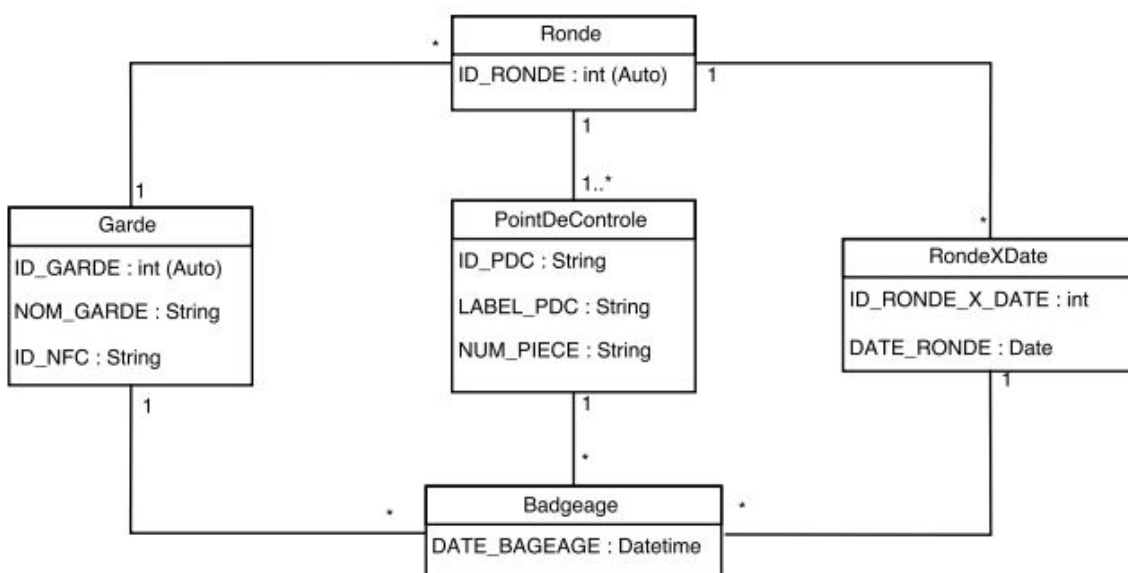 Ronde
ID_RONDE : int (Auto)
*
1
1
1
1..*
*
Garde
ID_GARDE : int (Auto)
NOM_GARDE : String
ID_NFC : String
PointDeControle
ID_PDC : String
LABEL_PDC : String
NUM_PIECE : String
RondeXDate
ID_RONDE_X_DATE : int
DATE_RONDE : Date
1
1
1
*
*
*
Badgeage
DATE_BAGEAGE : Datetime